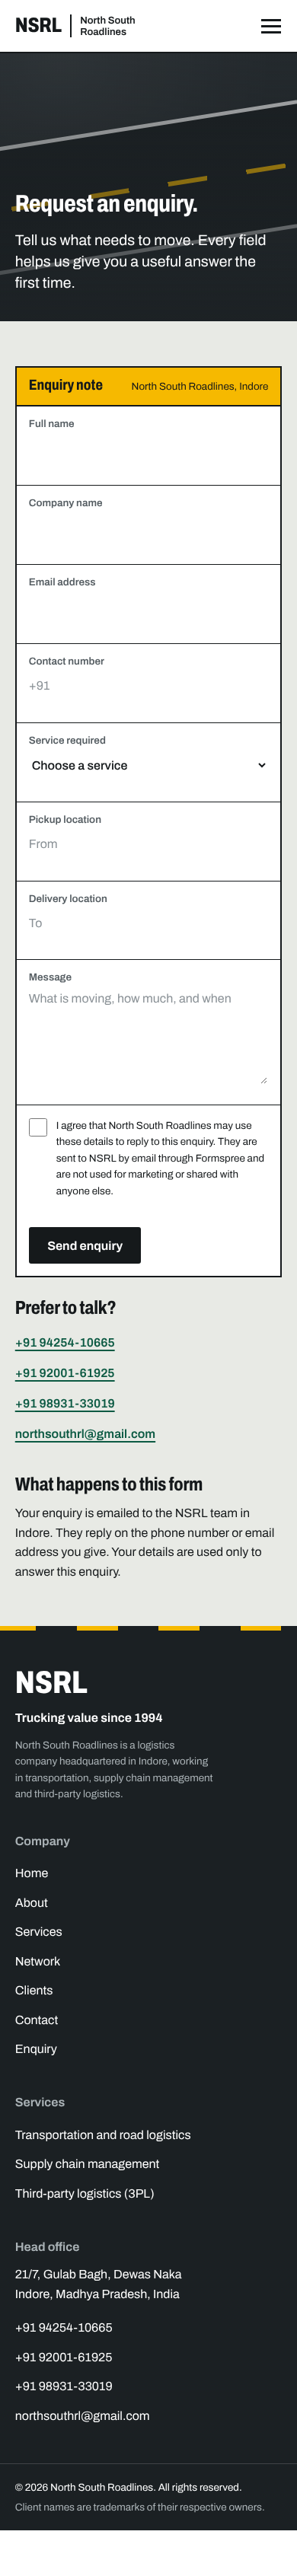 NSRL
North South
Roadlines
Request an enquiry.
Tell us what needs to move. Every field
helps us give you a useful answer the
first time.
Enquiry note
North South Roadlines, Indore
Full name
Company name
Email address
Contact number
+91
Service required
Choose a service
Pickup location
From
Delivery location
To
Message
What is moving, how much, and when
I agree that North South Roadlines may use
these details to reply to this enquiry. They are
sent to NSRL by email through Formspree and
are not used for marketing or shared with
anyone else.
Send enquiry
Prefer to talk?
+91 94254-10665
+91 92001-61925
+91 98931-33019
northsouthrl@gmail.com
What happens to this form
Your enquiry is emailed to the NSRL team in
Indore. They reply on the phone number or email
address you give. Your details are used only to
answer this enquiry.
NSRL
Trucking value since 1994
North South Roadlines is a logistics
company headquartered in Indore, working
in transportation, supply chain management
and third-party logistics.
Company
Home
About
Services
Network
Clients
Contact
Enquiry
Services
Transportation and road logistics
Supply chain management
Third-party logistics (3PL)
Head office
21/7, Gulab Bagh, Dewas Naka
Indore, Madhya Pradesh, India
+91 94254-10665
+91 92001-61925
+91 98931-33019
northsouthrl@gmail.com
© 2026 North South Roadlines. All rights reserved.
Client names are trademarks of their respective owners.